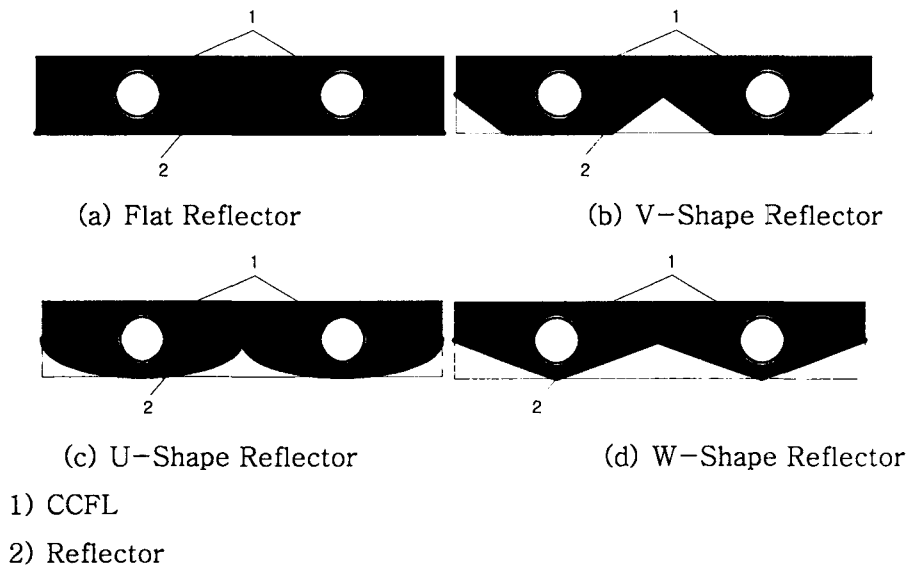 1 1
2 2
(a) Flat Reflector (b) V-Shape Reflector
1 1
2 2
(c) U-Shape Reflector (d) W-Shape Reflector
1) CCFL
2) Reflector